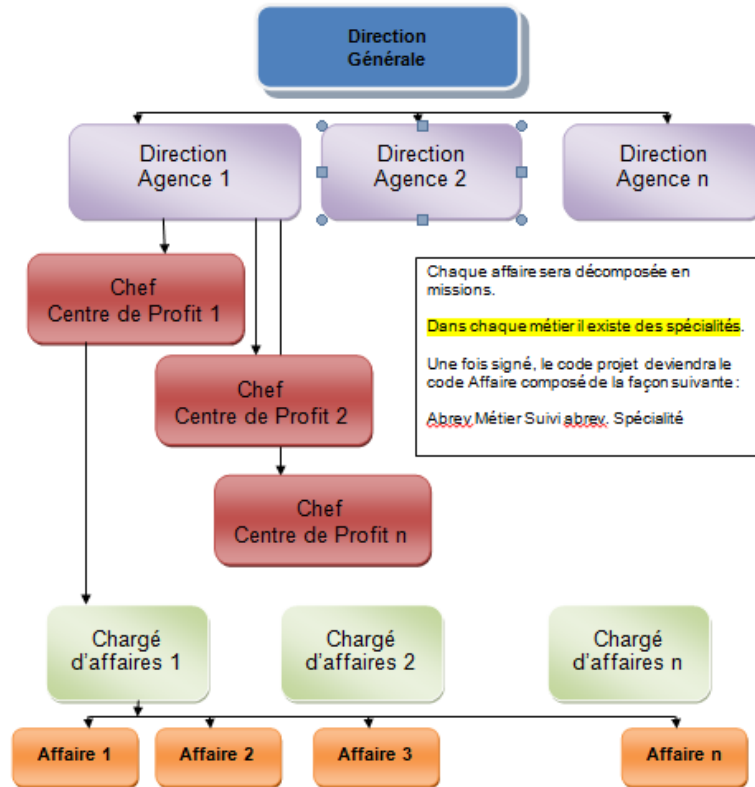 Direction
Générale
Direction
Agence 1
Direction
Agence 2
Direction
Agence n
Chef
Centre de Profit 1
Chaque affaire sera décomposée en
missions.
Dans chaque métier il existe des spécialités.
Une fois signé, le code projet deviendra le
code Affaire composé de la façon suivante :
Abrev Métier Suivi abrev. Spécialité
Chef
Centre de Profit 2
Chef
Centre de Profit n
Chargé
d'affaires 1
Chargé
d'affaires 2
Chargé
d'affaires n
Affaire 1
Affaire 2
Affaire 3
Affaire n